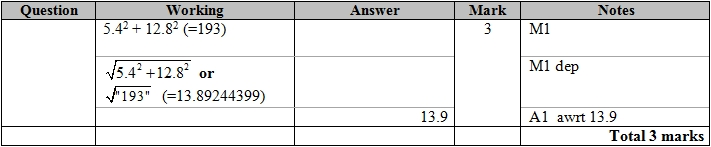 Question Working Answer Mark Notes
5.4² + 12.8² (=193) 3 M1
√5.4² +12.8² or M1 dep
√"193" (=13.89244399)
13.9 A1 awrt 13.9
Total 3 marks